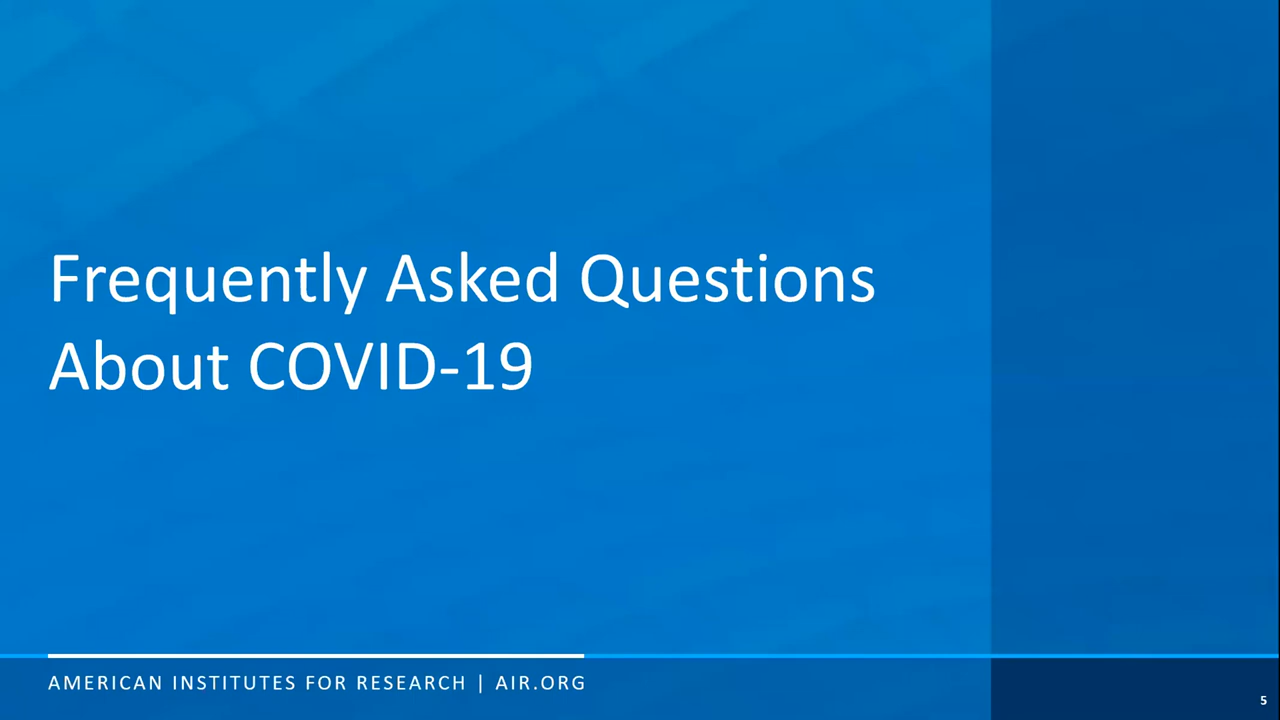 Frequently Asked Questions
About COVID-19
AMERICAN INSTITUTES FOR RESEARCH | AIR.ORG
5